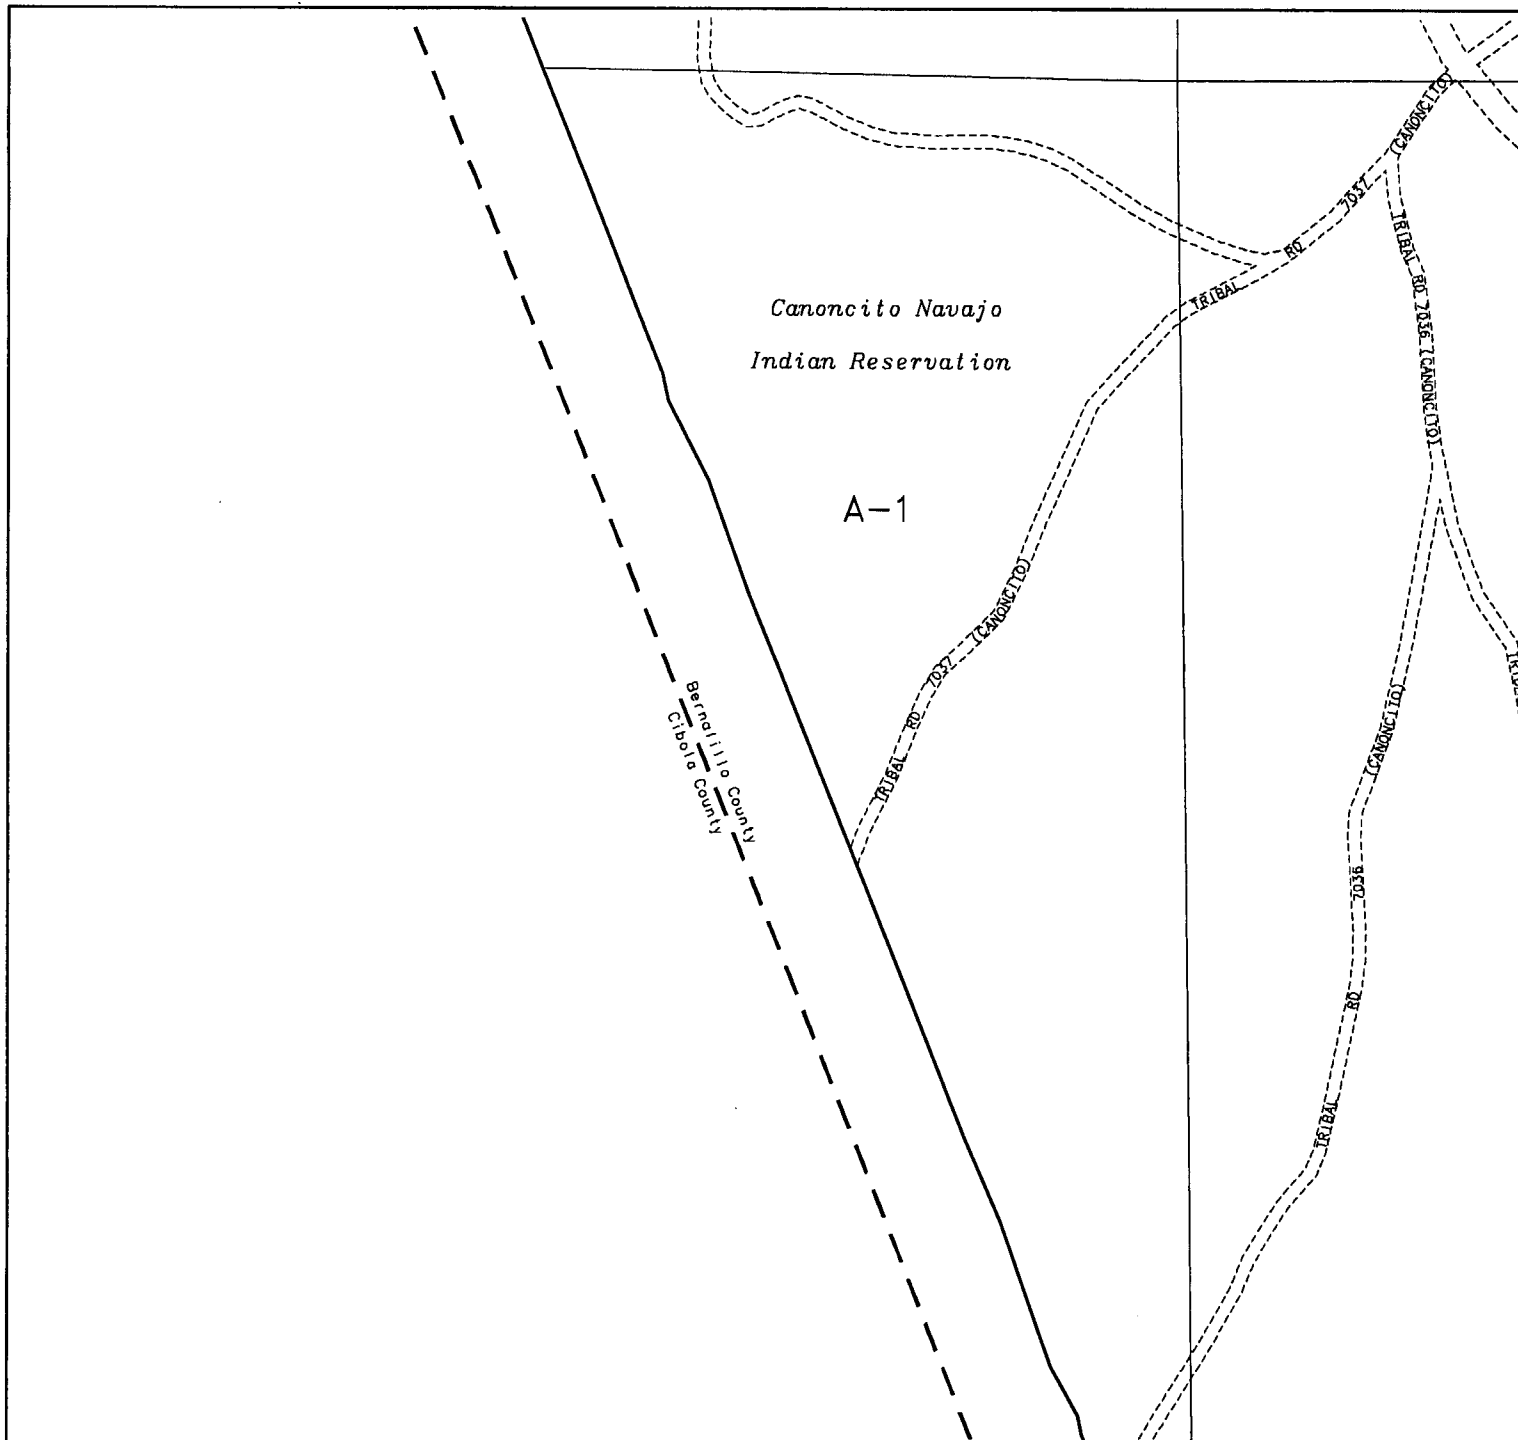 (CANONCITO)
7037
RD
TRIBAL
TRIBAL RD 7036 (CANONCITO)
Canoncito Navajo
Indian Reservation
A-1
(CANONCITO)
7037
RD
TRIBAL
Bernalillo County
Cibola County
(CANONCITO)
7036
RD
TRIBAL